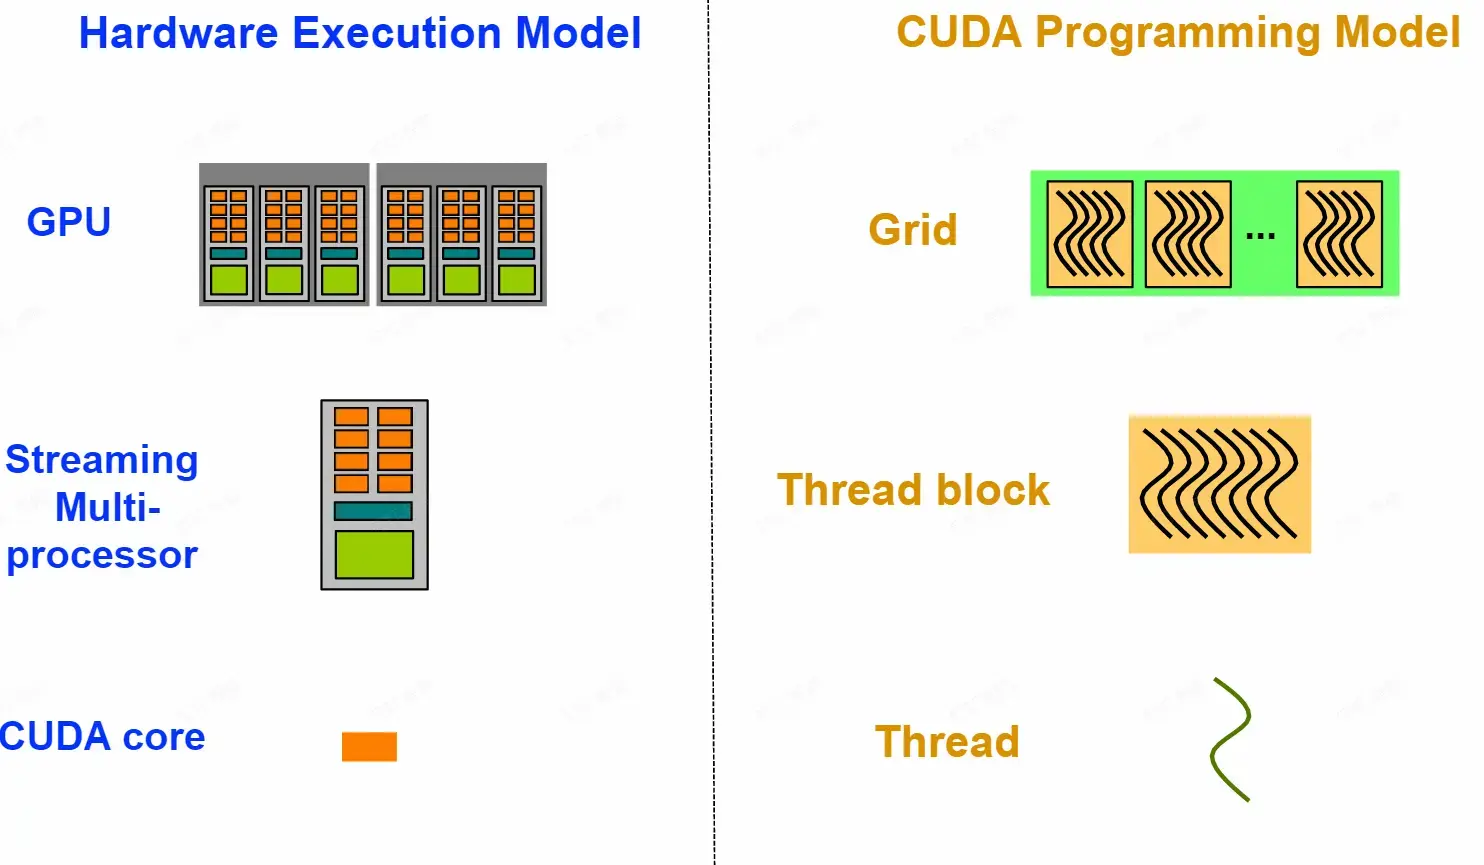 Hardware Execution Model
CUDA Programming Model
GPU
Grid
...
Streaming
Multi-
processor
Thread block
CUDA core
Thread